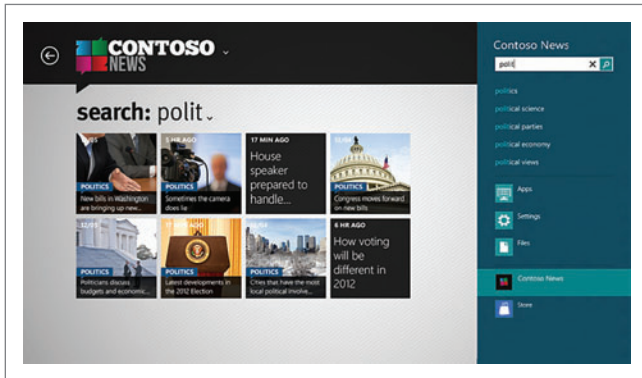 CONTOSO
NEWS
search: polit
12/05
3 HR AGO
17 MIN AGO
House
speaker
prepared to
handle...
POLITICS
New bills in Washington
are bringing up new...
POLITICS
Sometimes the camera
does lie
POLITICS
Congress moves forward
on new bills
POLITICS
Politicians discuss
budgets and economic...
POLITICS
Latest developments in
the 2012 Election
POLITICS
Cities that have the most
local political involve...
6 HR AGO
How voting
will be
different in
2012
Contoso News
polit
politics
political science
political parties
political economy
political views
Apps
Settings
Files
Contoso News
Store